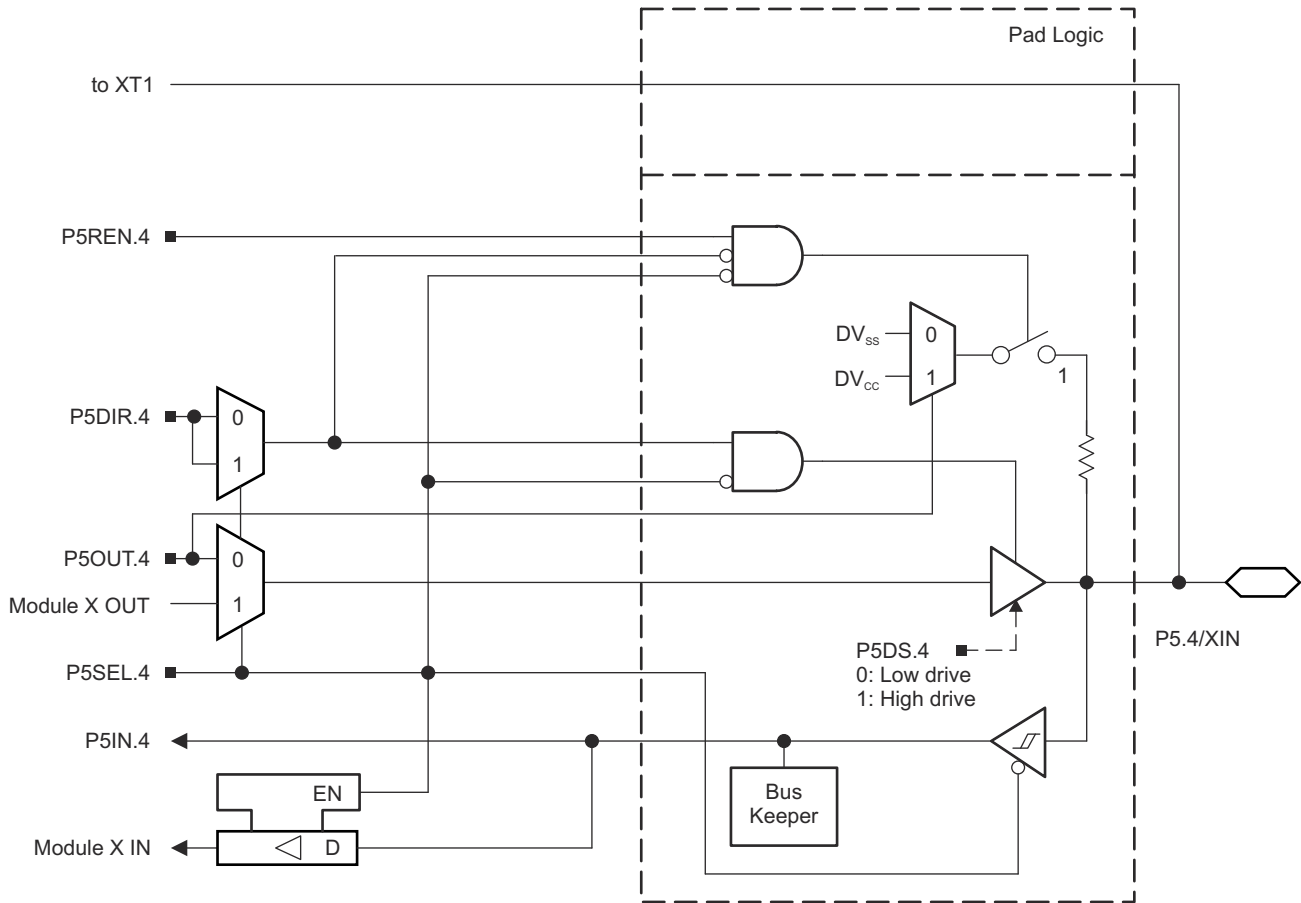 Pad Logic
to XT1
P5REN.4
DVSS
0
DVCC
1
1
P5DIR.4
0
1
P5OUT.4
0
Module X OUT
1
P5SEL.4
P5DS.4
0: Low drive
1: High drive
P5.4/XIN
P5IN.4
EN
Bus
Keeper
Module X IN
D